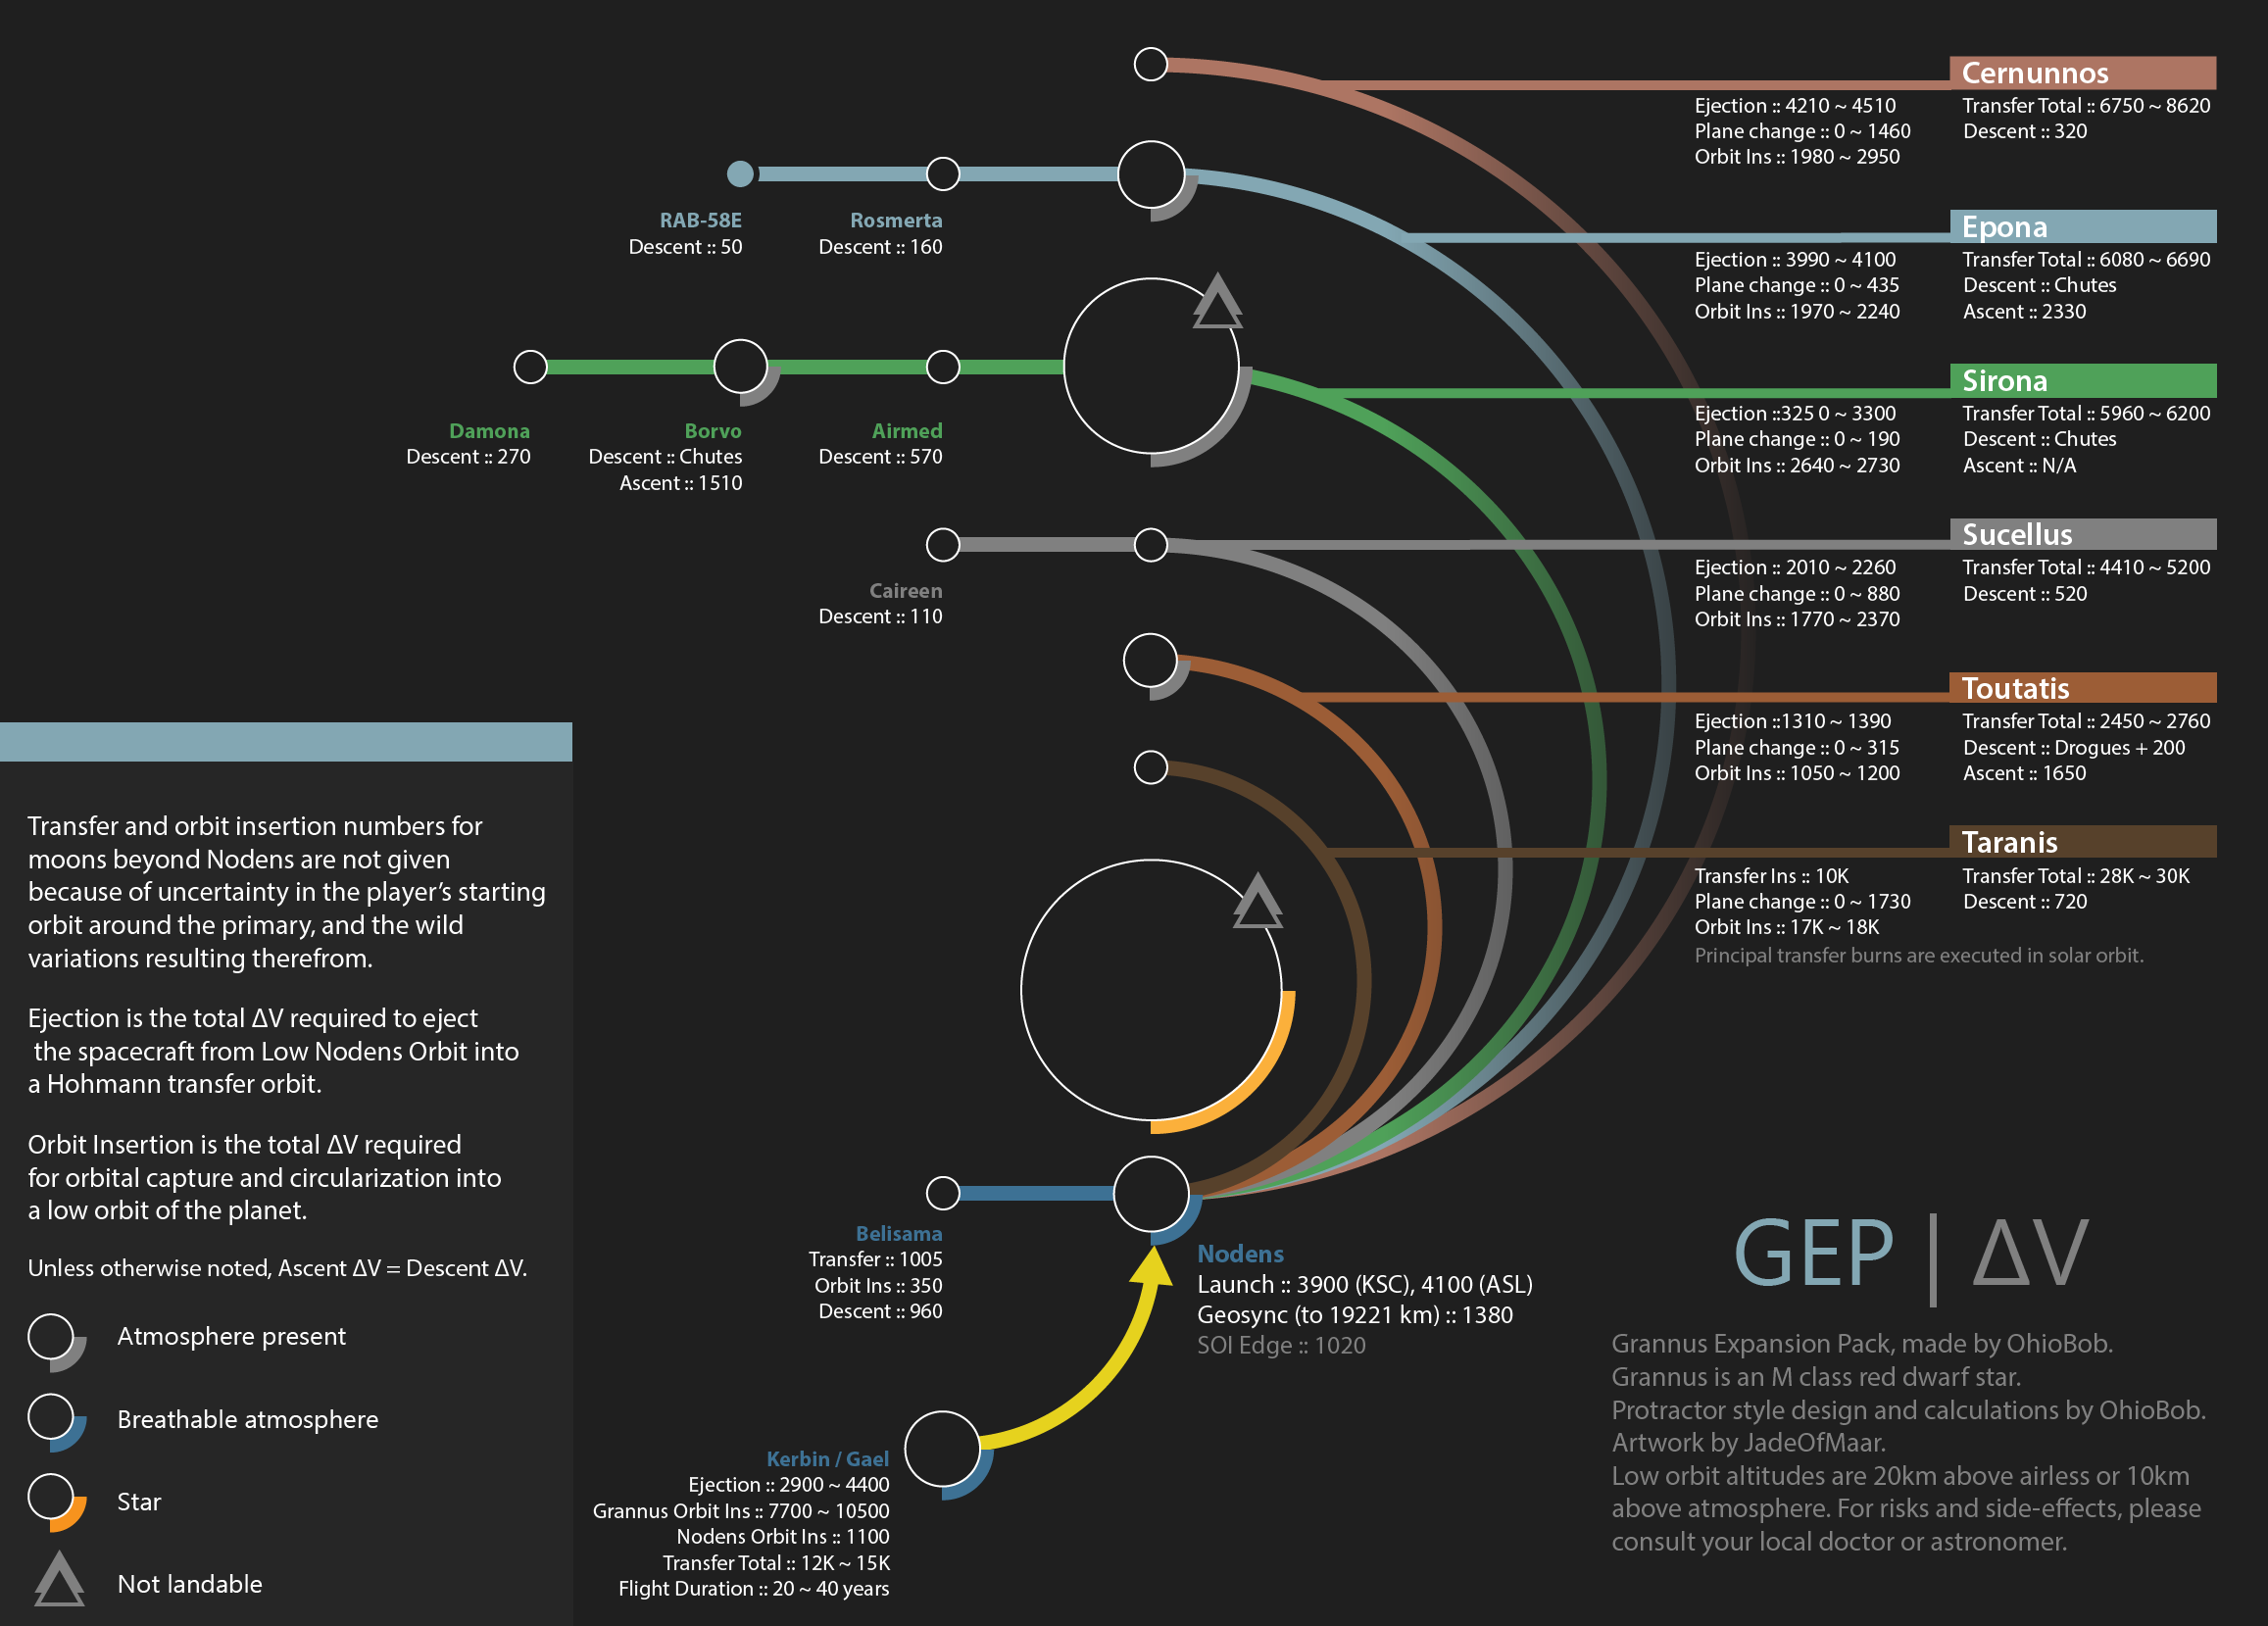 Cernunnos
Ejection :: 4210 ~ 4510
Plane change :: 0 ~ 1460
Orbit Ins :: 1980 ~ 2950
Transfer Total :: 6750 ~ 8620
Descent :: 320
RAB-58E
Descent :: 50
Rosmerta
Descent :: 160
Epona
Ejection :: 3990 ~ 4100
Plane change :: 0 ~ 435
Orbit Ins :: 1970 ~ 2240
Transfer Total :: 6080 ~ 6690
Descent :: Chutes
Ascent :: 2330
Damona
Descent :: 270
Borvo
Descent :: Chutes
Ascent :: 1510
Airmed
Descent :: 570
Sirona
Ejection ::325 0 ~ 3300
Plane change :: 0 ~ 190
Orbit Ins :: 2640 ~ 2730
Transfer Total :: 5960 ~ 6200
Descent :: Chutes
Ascent :: N/A
Caireen
Descent :: 110
Sucellus
Ejection :: 2010 ~ 2260
Plane change :: 0 ~ 880
Orbit Ins :: 1770 ~ 2370
Transfer Total :: 4410 ~ 5200
Descent :: 520
Toutatis
Ejection ::1310 ~ 1390
Plane change :: 0 ~ 315
Orbit Ins :: 1050 ~ 1200
Transfer Total :: 2450 ~ 2760
Descent :: Drogues + 200
Ascent :: 1650
Taranis
Transfer Ins :: 10K
Plane change :: 0 ~ 1730
Orbit Ins :: 17K ~ 18K
Transfer Total :: 28K ~ 30K
Descent :: 720
Principal transfer burns are executed in solar orbit.
Transfer and orbit insertion numbers for
moons beyond Nodens are not given
because of uncertainty in the player's starting
orbit around the primary, and the wild
variations resulting therefrom.
Ejection is the total ΔV required to eject
the spacecraft from Low Nodens Orbit into
a Hohmann transfer orbit.
Orbit Insertion is the total ΔV required
for orbital capture and circularization into
a low orbit of the planet.
Unless otherwise noted, Ascent ΔV = Descent ΔV.
Atmosphere present
Breathable atmosphere
Star
Not landable
Belisama
Transfer :: 1005
Orbit Ins :: 350
Descent :: 960
Nodens
Launch :: 3900 (KSC), 4100 (ASL)
Geosync (to 19221 km) :: 1380
SOI Edge :: 1020
Kerbin / Gael
Ejection :: 2900 ~ 4400
Grannus Orbit Ins :: 7700 ~ 10500
Nodens Orbit Ins :: 1100
Transfer Total :: 12K ~ 15K
Flight Duration :: 20 ~ 40 years
GEP | ΔV
Grannus Expansion Pack, made by OhioBob.
Grannus is an M class red dwarf star.
Protractor style design and calculations by OhioBob.
Artwork by JadeOfMaar.
Low orbit altitudes are 20km above airless or 10km
above atmosphere. For risks and side-effects, please
consult your local doctor or astronomer.